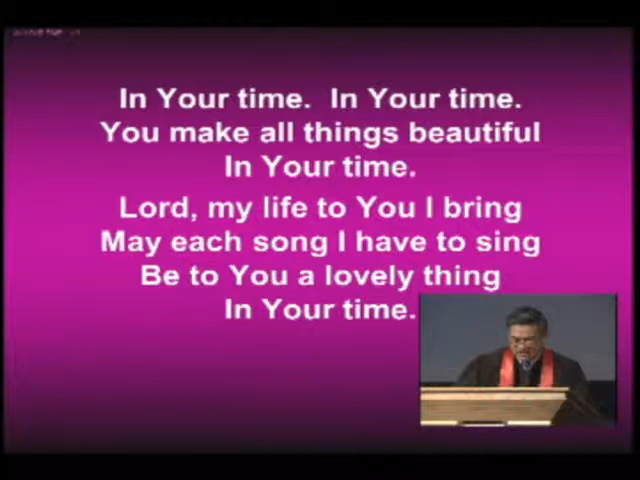 In Your time.  In Your time.
You make all things beautiful
In Your time.
Lord, my life to You I bring
May each song I have to sing
Be to You a lovely thing
In Your time.